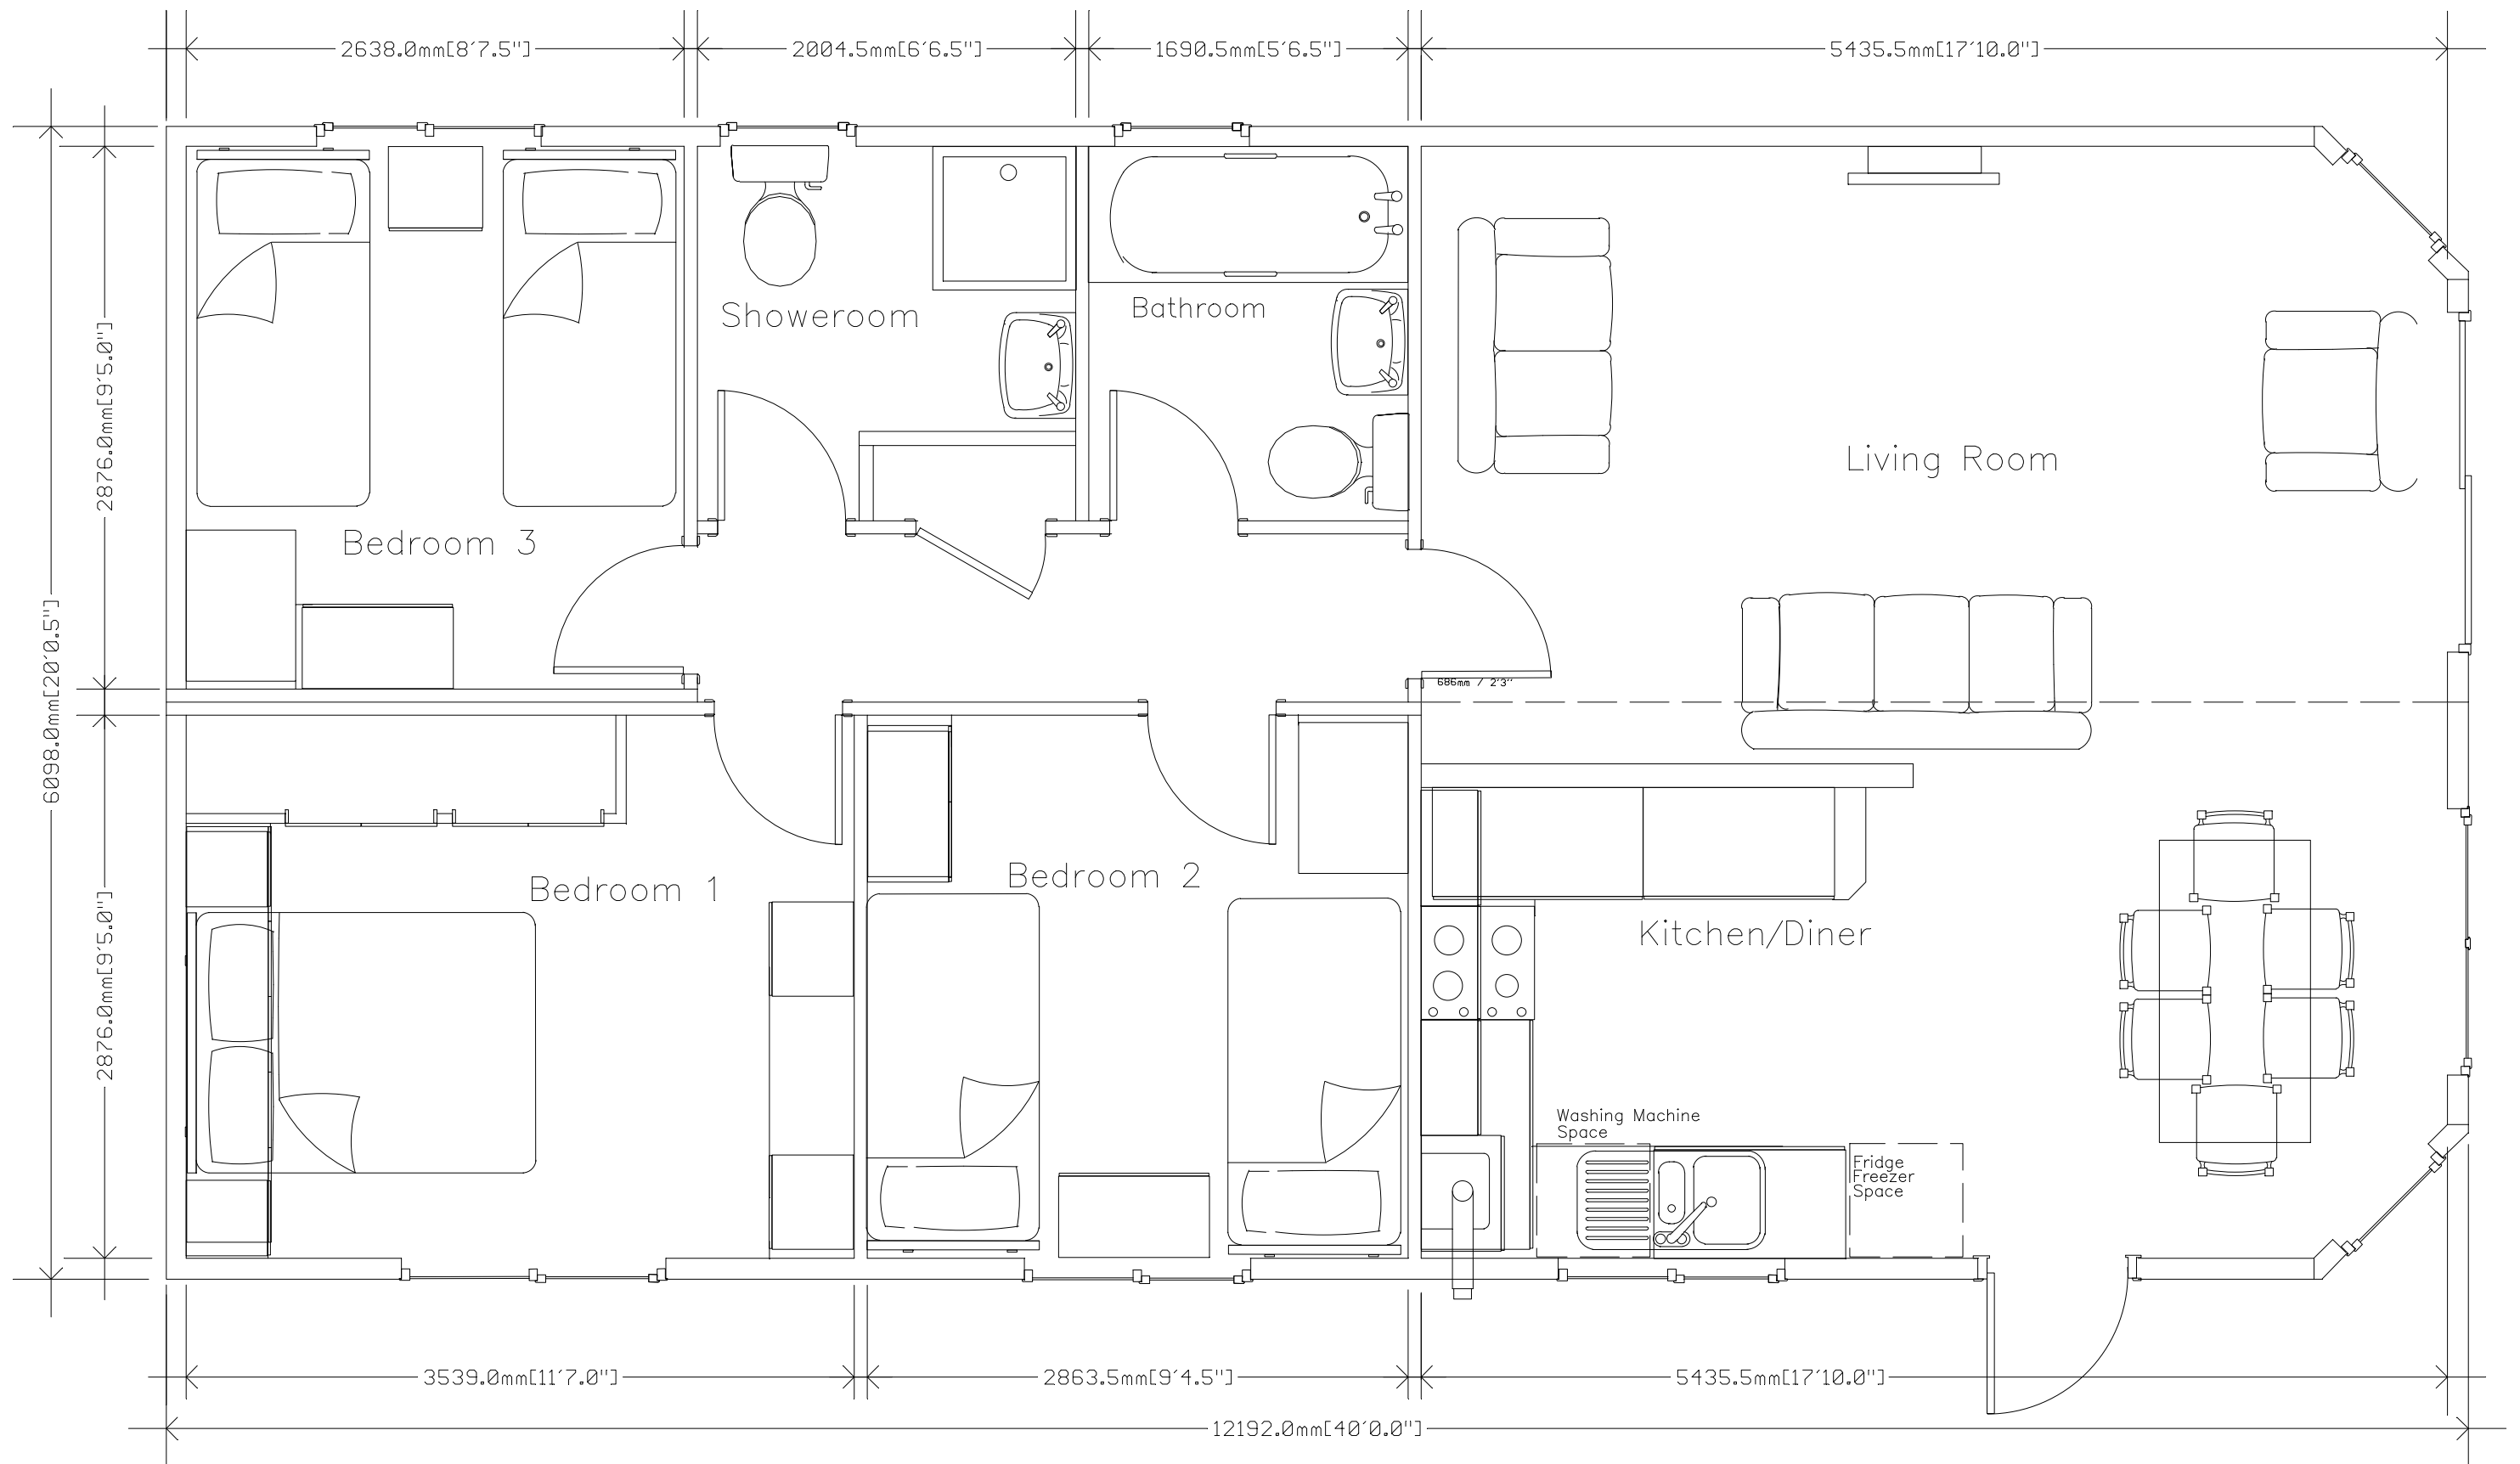 2638.0mm[8'7.5"]
2004.5mm[6'6.5"]
1690.5mm[5'6.5"]
5435.5mm[17'10.0"]
Showeroom
Bathroom
2876.0mm[9'5.0"]
Living Room
Bedroom 3
6098.0mm[20'0.5"]
686mm / 2'3"
Bedroom 1
Bedroom 2
Kitchen/Diner
2876.0mm[9'5.0"]
Washing Machine
Space
Fridge
Freezer
Space
3539.0mm[11'7.0"]
2863.5mm[9'4.5"]
5435.5mm[17'10.0"]
12192.0mm[40'0.0"]